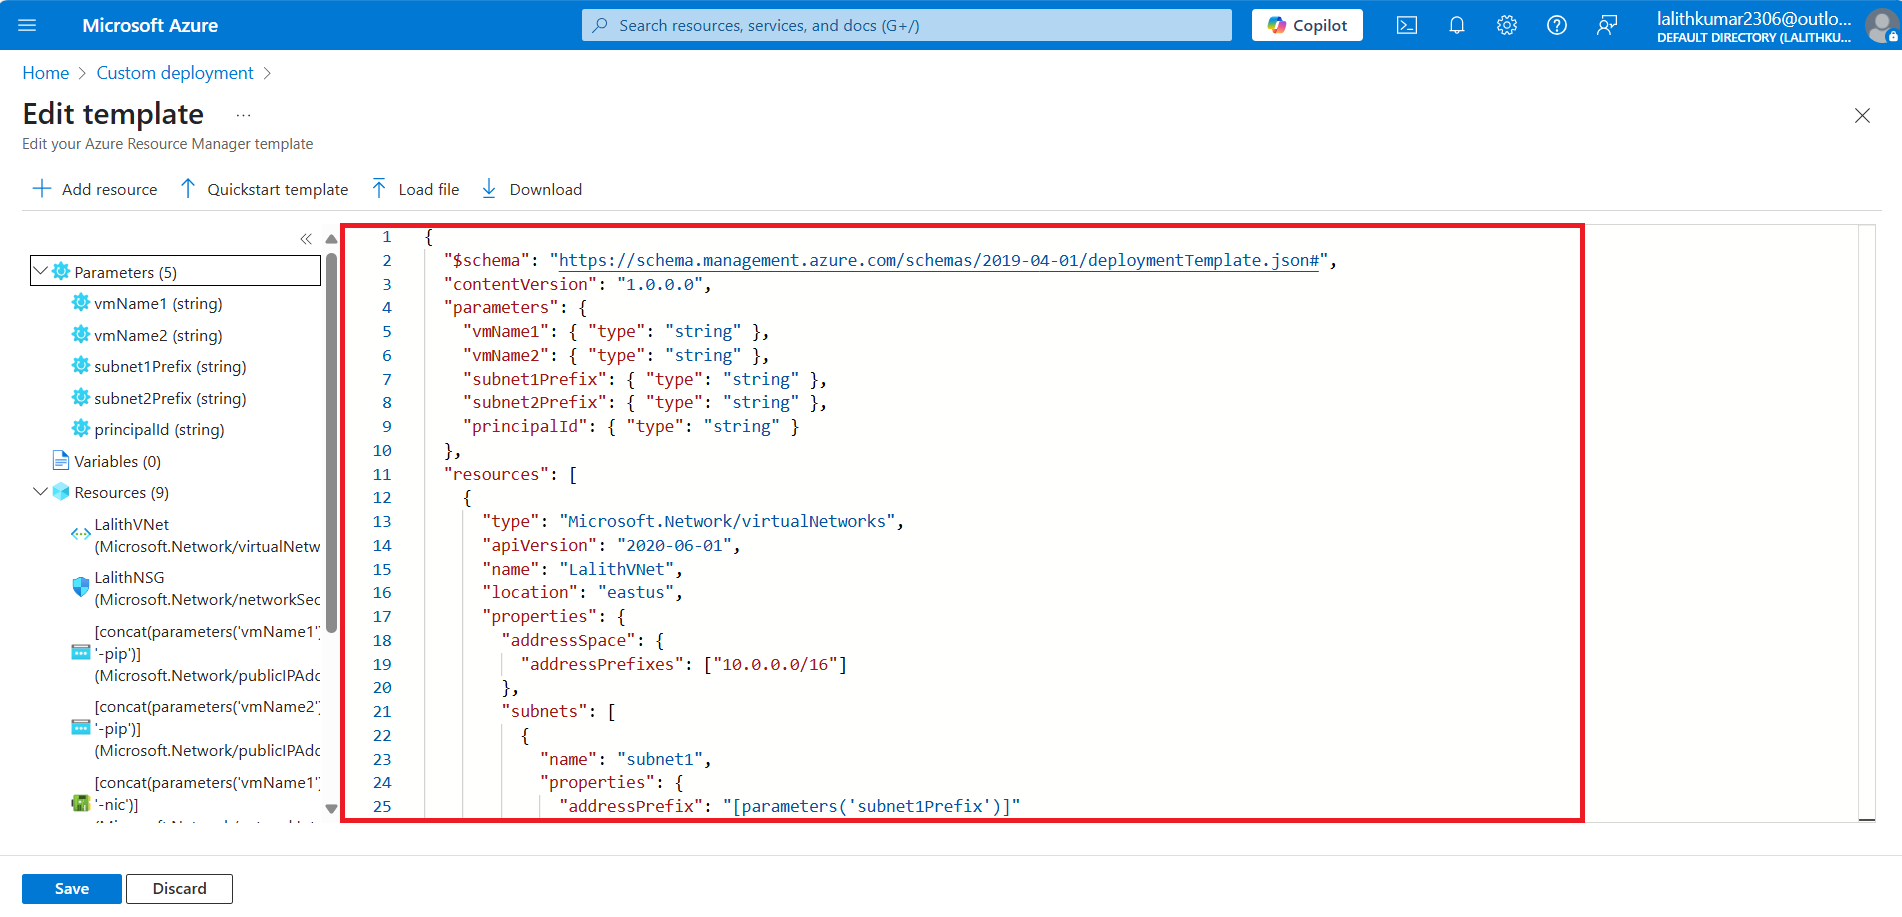 Microsoft Azure
Search resources, services, and docs (G+/)
Copilot
lalithkumar2306@outlo...
DEFAULT DIRECTORY (LALITHKU...
Home > Custom deployment >
Edit template ...
Edit your Azure Resource Manager template
Add resource
Quickstart template
Load file
Download
Parameters (5)
vmName1 (string)
vmName2 (string)
subnet1Prefix (string)
subnet2Prefix (string)
principalId (string)
Variables (0)
Resources (9)
LalithVNet
(Microsoft.Network/virtualNetw
LalithNSG
(Microsoft.Network/networkSec
[concat(parameters('vmName1')
'-pip')]
(Microsoft.Network/publicIPAdd
[concat(parameters('vmName2')
'-pip')]
(Microsoft.Network/publicIPAdd
[concat(parameters('vmName1')
'-nic')]
1 {
2 "$schema": "https://schema.management.azure.com/schemas/2019-04-01/deploymentTemplate.json#",
3 "contentVersion": "1.0.0.0",
4 "parameters": {
5 "vmName1": { "type": "string" },
6 "vmName2": { "type": "string" },
7 "subnet1Prefix": { "type": "string" },
8 "subnet2Prefix": { "type": "string" },
9 "principalId": { "type": "string" }
10 },
11 "resources": [
12 {
13 "type": "Microsoft.Network/virtualNetworks",
14 "apiVersion": "2020-06-01",
15 "name": "LalithVNet",
16 "location": "eastus",
17 "properties": {
18 "addressSpace": {
19 "addressPrefixes": ["10.0.0.0/16"]
20 },
21 "subnets": [
22 {
23 "name": "subnet1",
24 "properties": {
25 "addressPrefix": "[parameters('subnet1Prefix')]"
Save
Discard